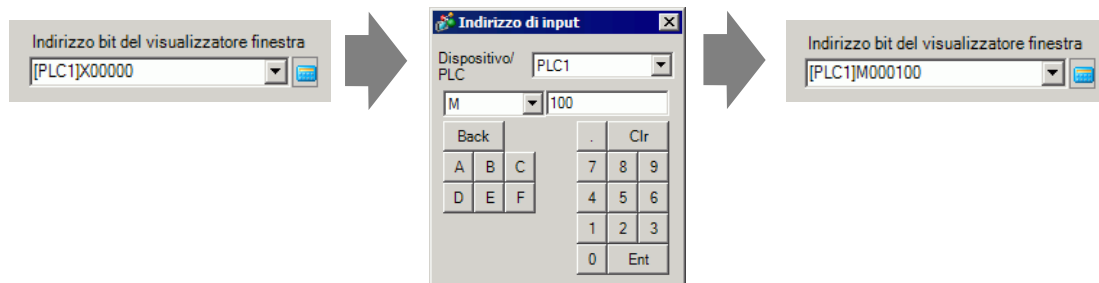 Indirizzo bit del visualizzatore finestra
[PLC1]X00000
Indirizzo di input
Dispositivo/
PLC
PLC1
M
100
Back
. Clr
A B C 7 8 9
D E F 4 5 6
1 2 3
0 Ent
Indirizzo bit del visualizzatore finestra
[PLC1]M000100